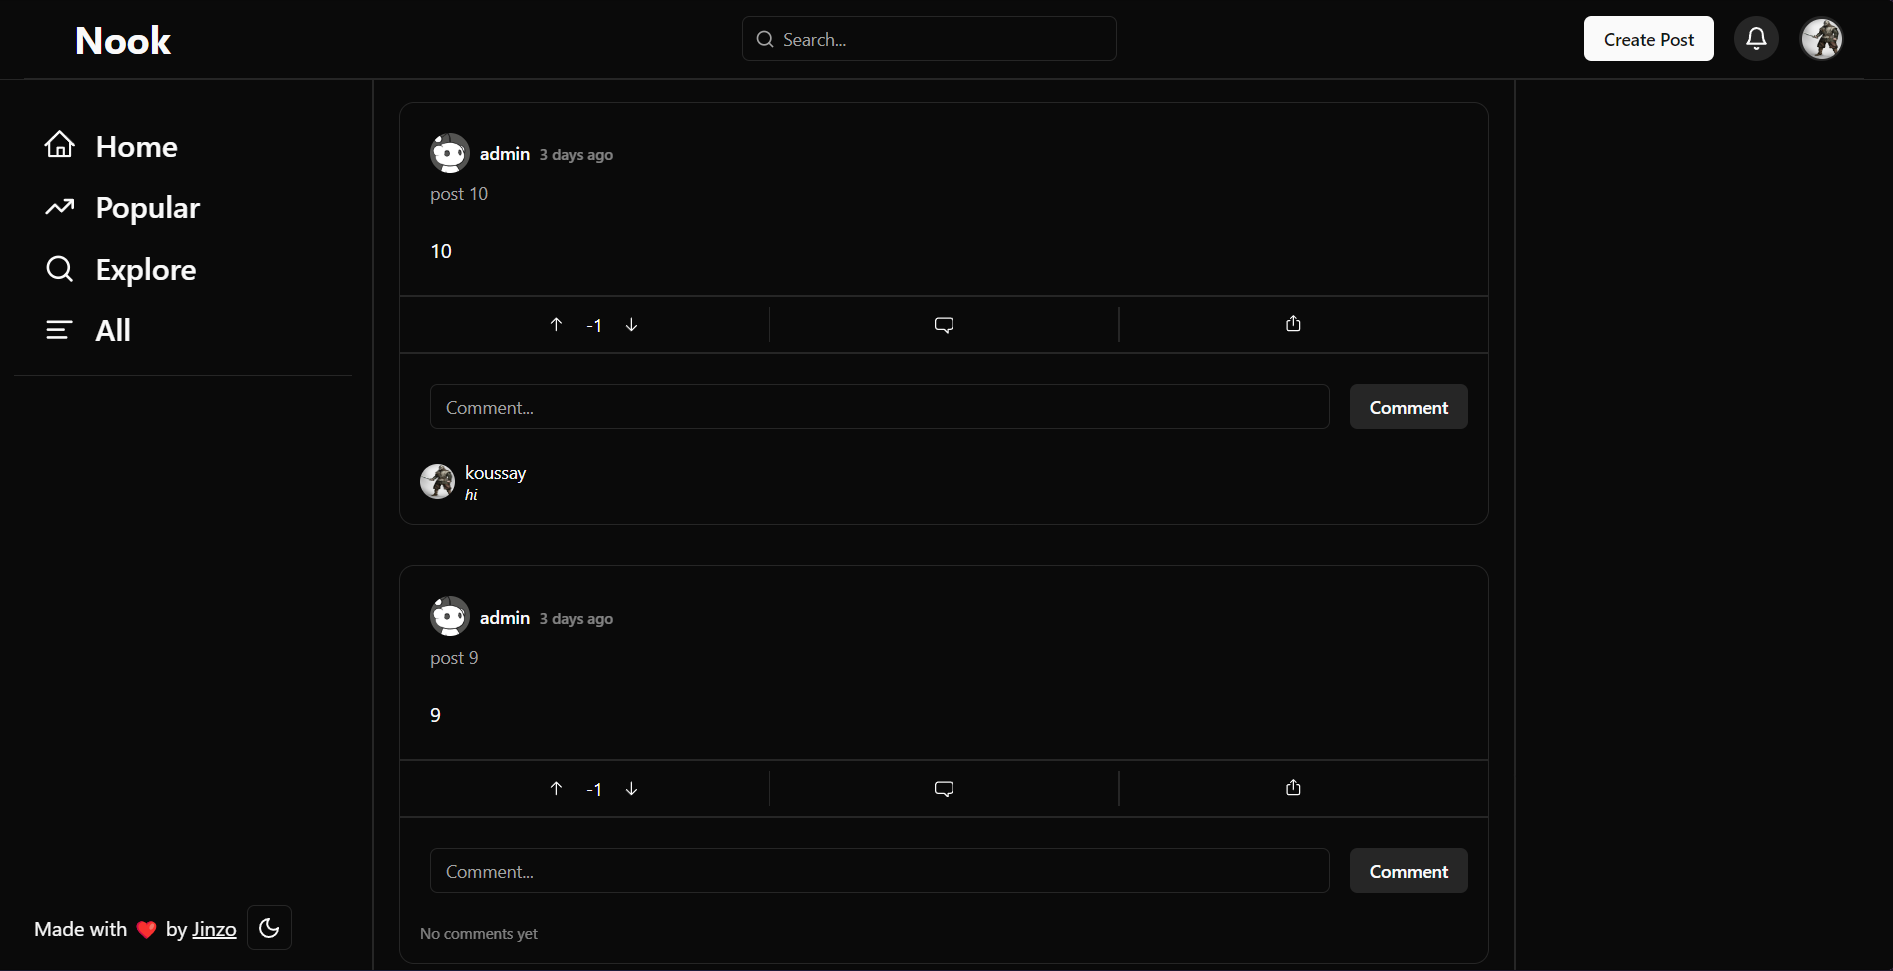 Nook
Search...
Create Post
Home
Popular
Explore
All
admin 3 days ago
post 10
10
-1
Comment...
Comment
koussay
hi
admin 3 days ago
post 9
9
-1
Comment...
Comment
No comments yet
Made with ❤️ by Jinzo